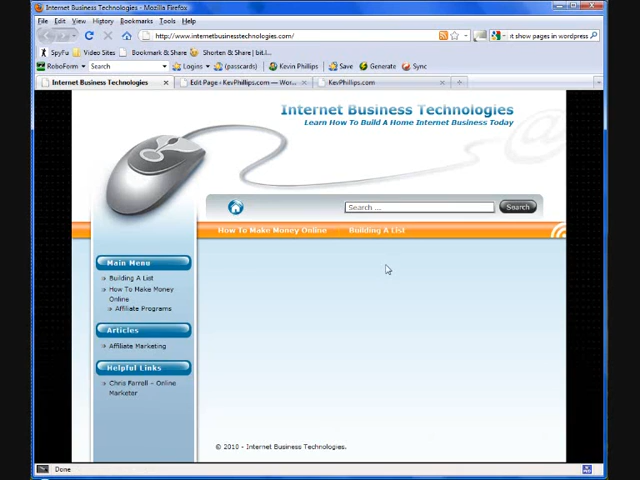 Internet Business Technologies - Mozilla Firefox
File Edit View History Bookmarks Tools Help
http://www.internetbusinesstechnologies.com/
it show pages in wordpress
SpyFu Video Sites Bookmark & Share Shorten & Share | bit.l...
RoboForm Search Logins (passcards) Kevin Phillips Save Generate Sync
Internet Business Technologies Edit Page ‹ KevPhillips.com — Wor... KevPhillips.com
Internet Business Technologies
Learn How To Build A Home Internet Business Today
Search ... Search
How To Make Money Online Building A List
Main Menu
Building A List
How To Make Money
Online
Affiliate Programs
Articles
Affiliate Marketing
Helpful Links
Chris Farrell – Online
Marketer
© 2010 - Internet Business Technologies.
Done